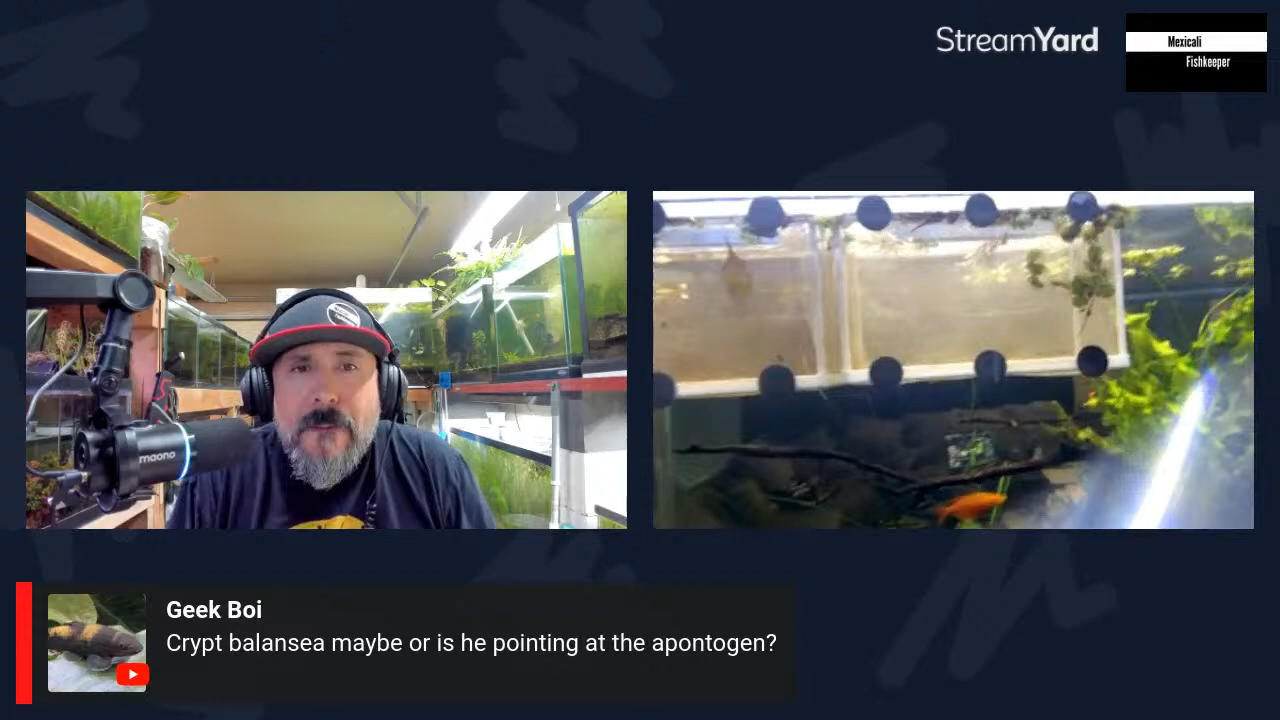 StreamYard
Mexicali
Fishkeeper
maono
Geek Boi
Crypt balansea maybe or is he pointing at the apontogen?